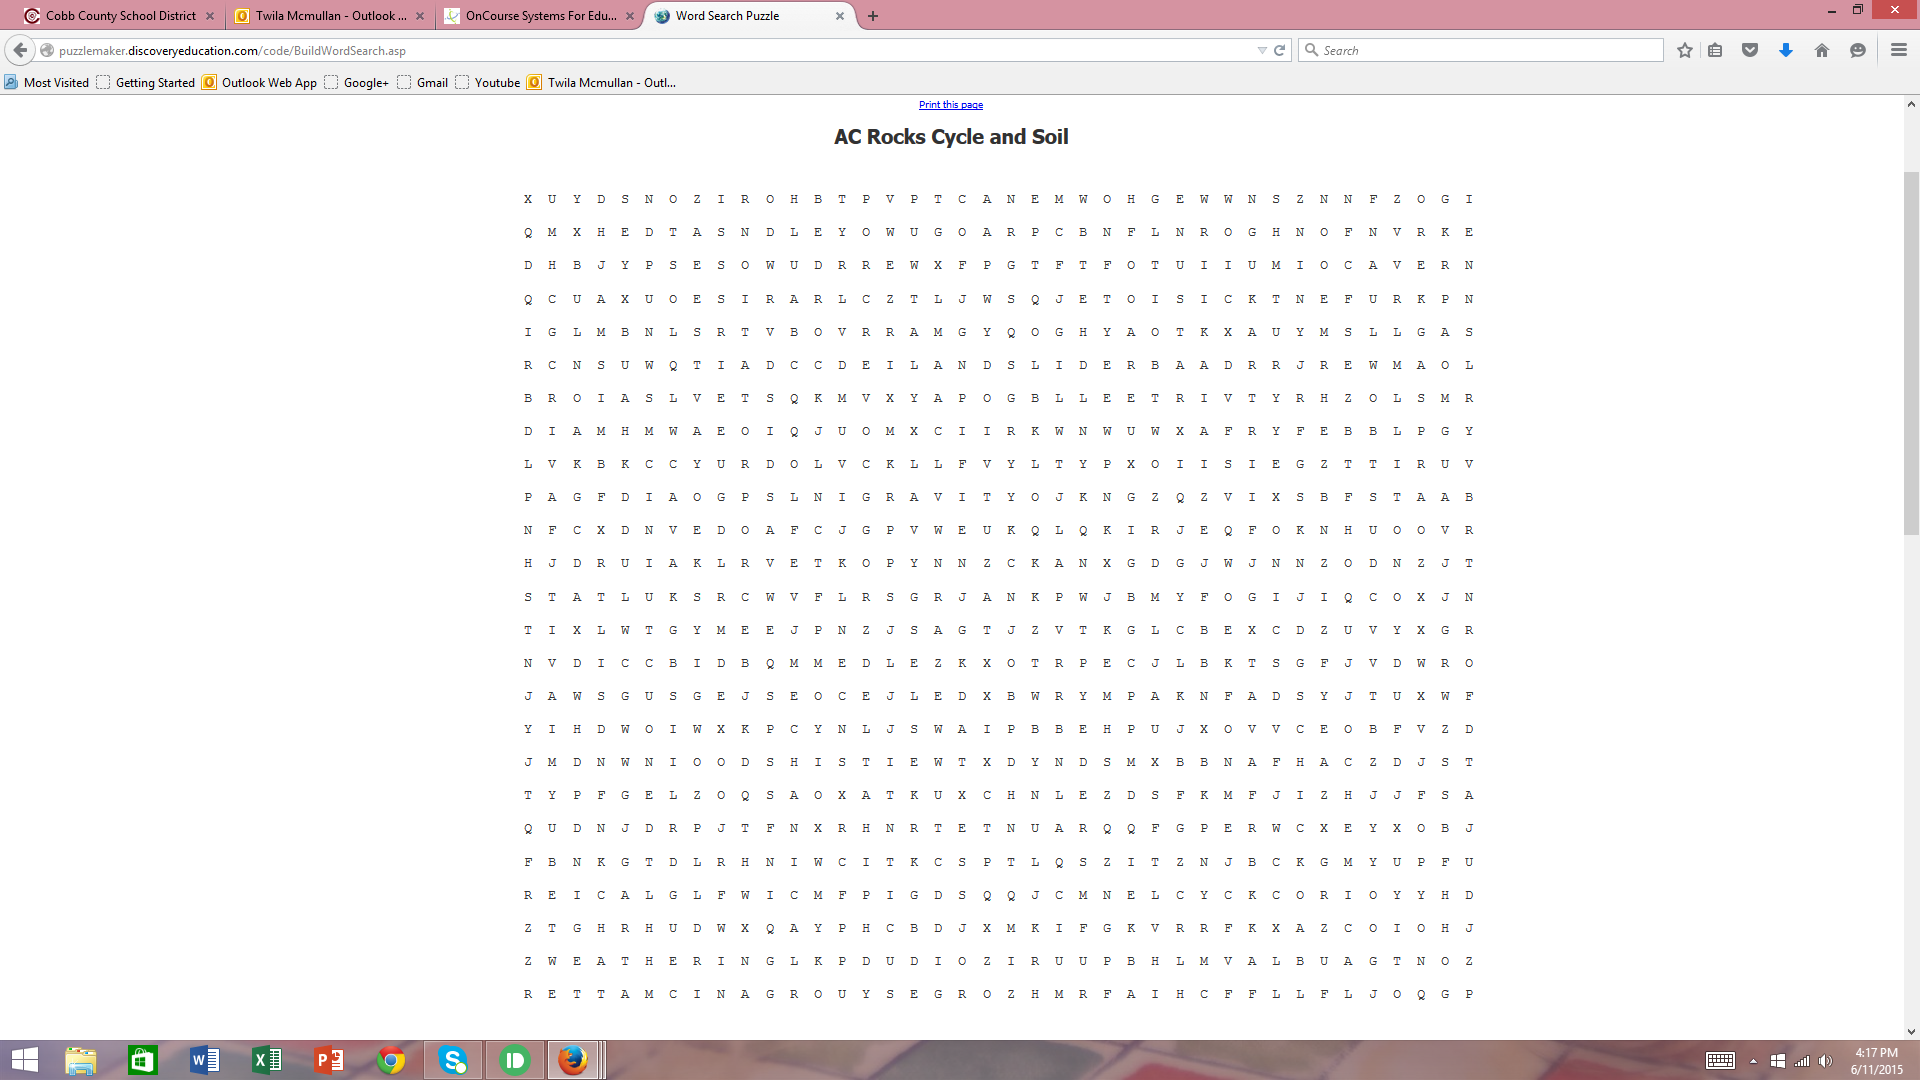 Cobb County School District
Twila Mcmullan - Outlook ...
OnCourse Systems For Edu...
Word Search Puzzle
puzzlemaker.discoveryeducation.com/code/BuildWordSearch.asp
Search
Most Visited
Getting Started
Outlook Web App
Google+
Gmail
Youtube
Twila Mcmullan - Outl...
Print this page
AC Rocks Cycle and Soil
X U Y D S N O Z I R O H B T P V P T C A N E M W O H G E W W N S Z N N F Z O G I
Q M X H E D T A S N D L E Y O W U G O A R P C B N F L N R O G H N O F N V R K E
D H B J Y P S E S O W U D R R E W X F P G T F T F O T U I I U M I O C A V E R N
Q C U A X U O E S I R A R L C Z T L J W S Q J E T O I S I C K T N E F U R K P N
I G L M B N L S R T V B O V R R A M G Y Q O G H Y A O T K X A U Y M S L L G A S
R C N S U W Q T I A D C C D E I L A N D S L I D E R B A A D R R J R E W M A O L
B R O I A S L V E T S Q K M V X Y A P O G B L L E E T R I V T Y R H Z O L S M R
D I A M H M W A E O I Q J U O M X C I I R K W N W U W X A F R Y F E B B L P G Y
L V K B K C C Y U R D O L V C K L L F V Y L T Y P X O I I S I E G Z T T I R U V
P A G F D I A O G P S L N I G R A V I T Y O J K N G Z Q Z V I X S B F S T A A B
N F C X D N V E D O A F C J G P V W E U K Q L Q K I R J E Q F O K N H U O O V R
H J D R U I A K L R V E T K O P Y N N Z C K A N X G D G J W J N N Z O D N Z J T
S T A T L U K S R C W V F L R S G R J A N K P W J B M Y F O G I J I Q C O X J N
T I X L W T G Y M E E J P N Z J S A G T J Z V T K G L C B E X C D Z U V Y X G R
N V D I C C B I D B Q M M E D L E Z K X O T R P E C J L B K T S G F J V D W R O
J A W S G U S G E J S E O C E J L E D X B W R Y M P A K N F A D S Y J T U X W F
Y I H D W O I W X K P C Y N L J S W A I P B B E H P U J X O V V C E O B F V Z D
J M D N W N I O O D S H I S T I E W T X D Y N D S M X B B N A F H A C Z D J S T
T Y P F G E L Z O Q S A O X A T K U X C H N L E Z D S F K M F J I Z H J J F S A
Q U D N J D R P J T F N X R H N R T E T N U A R Q Q F G P E R W C X E Y X O B J
F B N K G T D L R H N I W C I T K C S P T L Q S Z I T Z N J B C K G M Y U P F U
R E I C A L G L F W I C M F P I G D S Q Q J C M N E L C Y C K C O R I O Y Y H D
Z T G H R H U D W X Q A Y P H C B D J X M K I F G K V R R F K X A Z C O I O H J
Z W E A T H E R I N G L K P D U D I O Z I R U U P B H L M V A L B U A G T N O Z
R E T T A M C I N A G R O U Y S E G R O Z H M R F A I H C F F L L F L J O Q G P
4:17 PM
6/11/2015